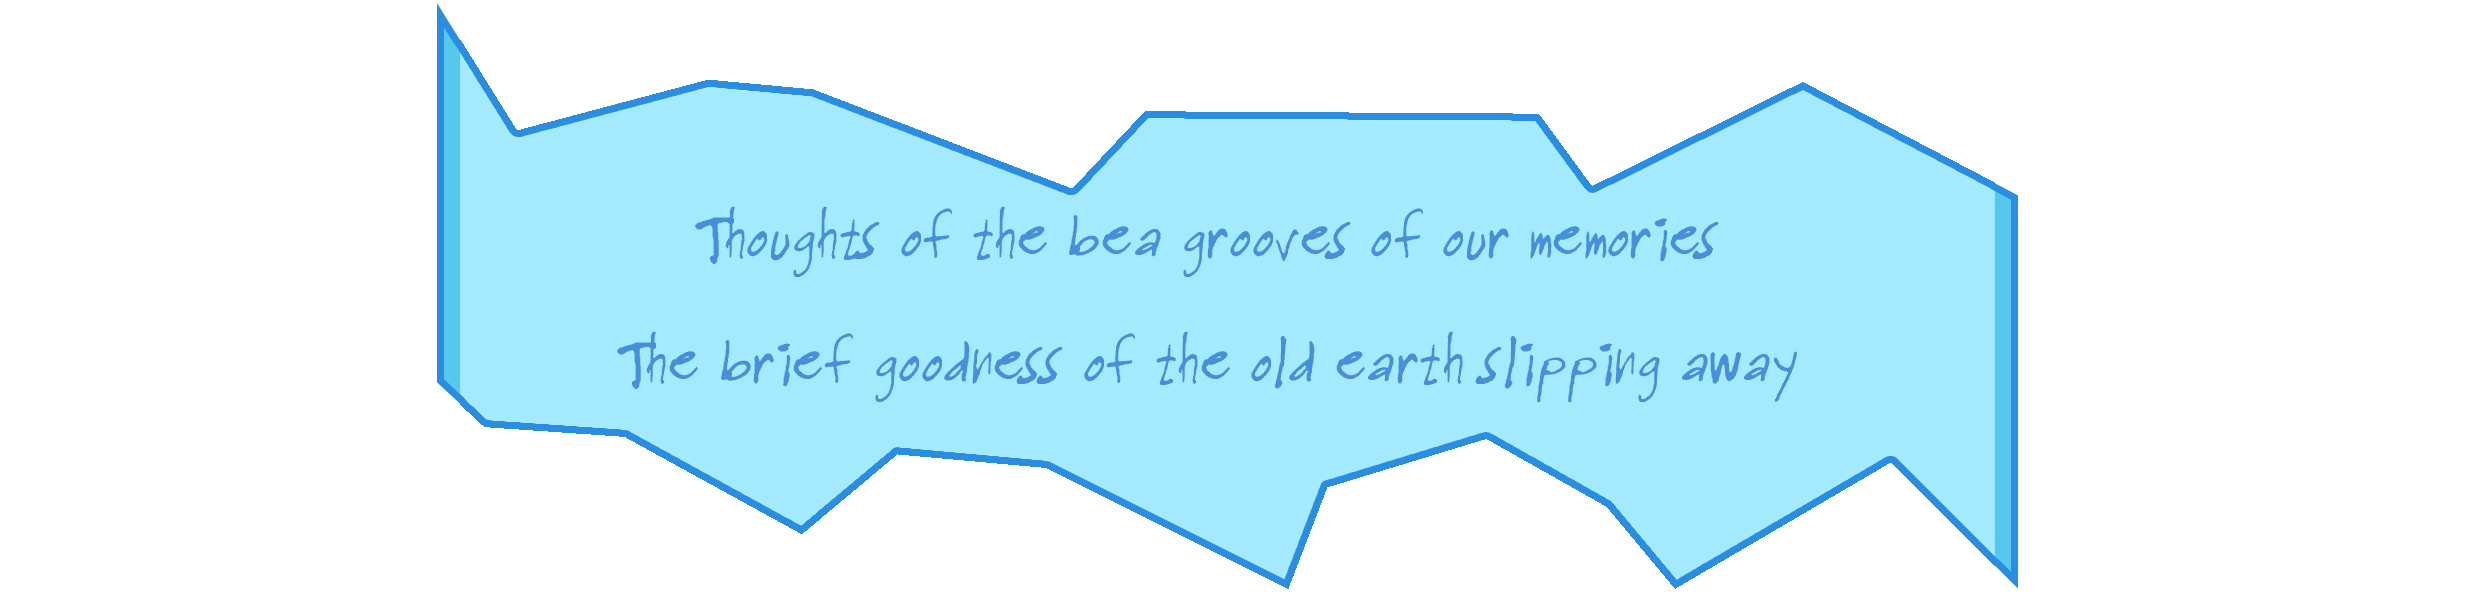 Thoughts of the bea grooves of our memories
The brief goodness of the old earth slipping away